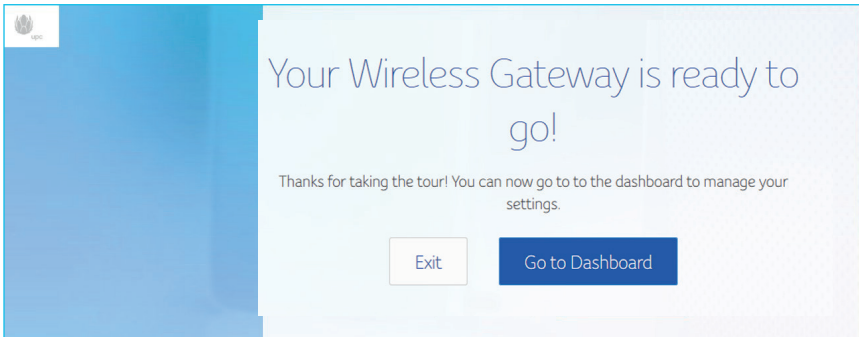 upc
Your Wireless Gateway is ready to
go!
Thanks for taking the tour! You can now go to to the dashboard to manage your
settings.
Exit
Go to Dashboard